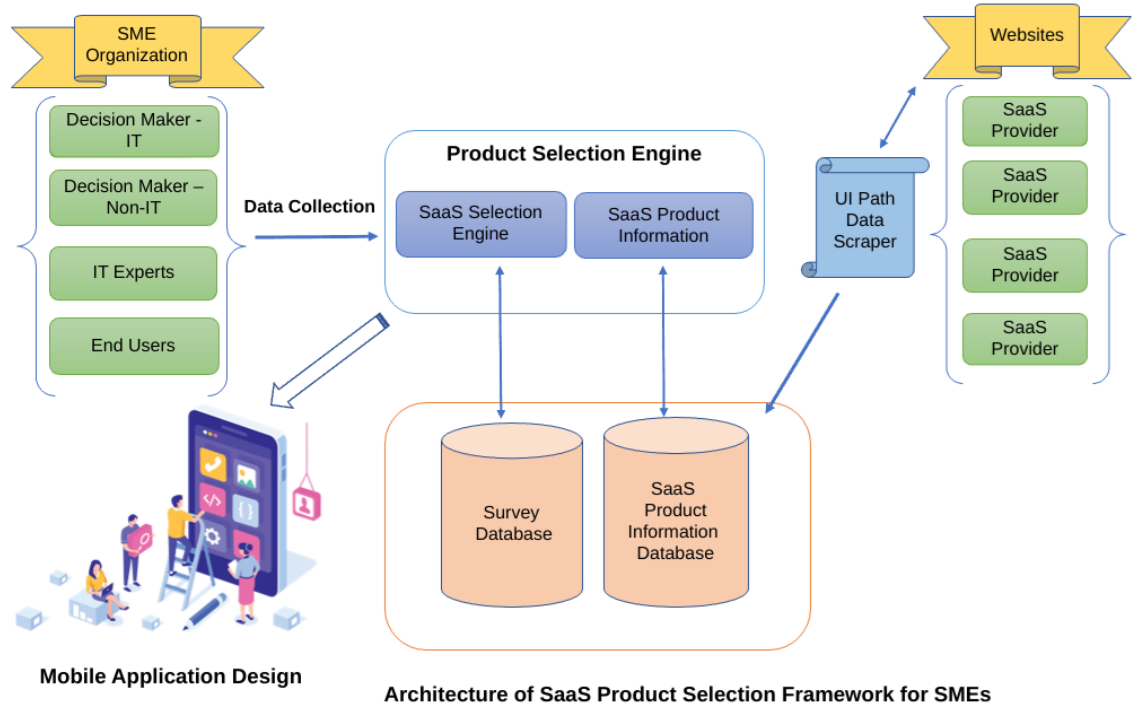 SME
Organization
Decision Maker -
IT
Decision Maker –
Non-IT
IT Experts
End Users
Data Collection
Product Selection Engine
SaaS Selection
Engine
SaaS Product
Information
UI Path
Data
Scraper
Websites
SaaS
Provider
SaaS
Provider
SaaS
Provider
SaaS
Provider
Survey
Database
SaaS
Product
Information
Database
</>
{ }
Mobile Application Design
Architecture of SaaS Product Selection Framework for SMEs